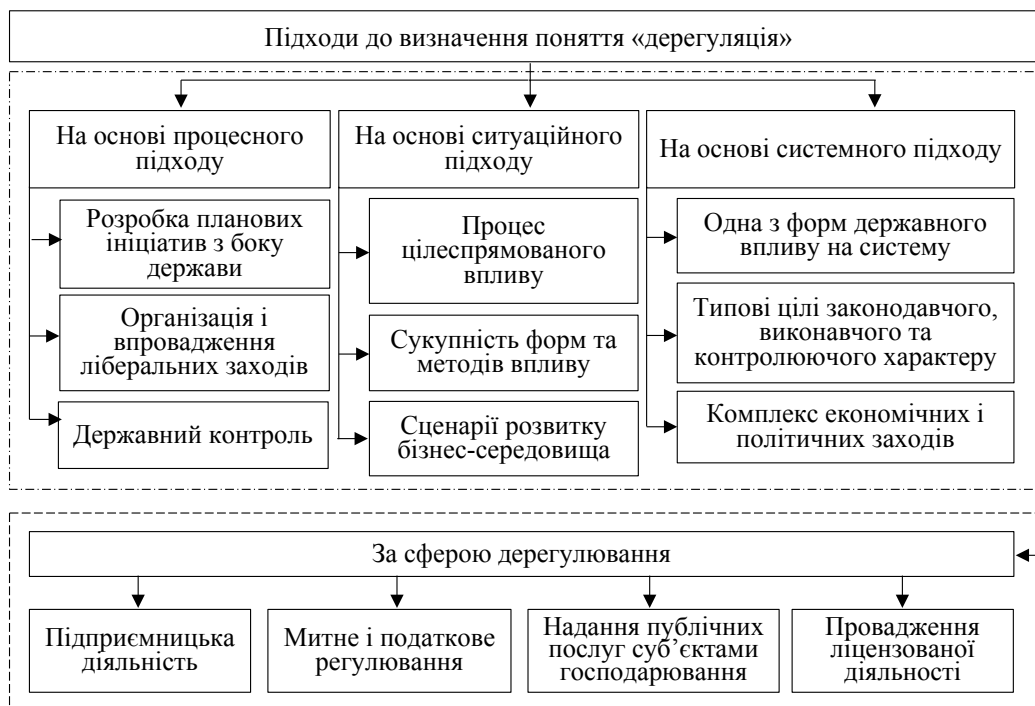 Підходи до визначення поняття «дерегуляція»
На основі процесного
підходу
На основі ситуаційного
підходу
На основі системного підходу
Розробка планових
ініціатив з боку
держави
Організація і
впровадження
ліберальних заходів
Державний контроль
Процес
цілеспрямованого
впливу
Сукупність форм та
методів впливу
Сценарії розвитку
бізнес-середовища
Одна з форм державного
впливу на систему
Типові цілі законодавчого,
виконавчого та
контролюючого характеру
Комплекс економічних і
політичних заходів
За сферою дерегулювання
Підприємницька
діяльність
Митне і податкове
регулювання
Надання публічних
послуг суб’єктами
господарювання
Провадження
ліцензованої
діяльності